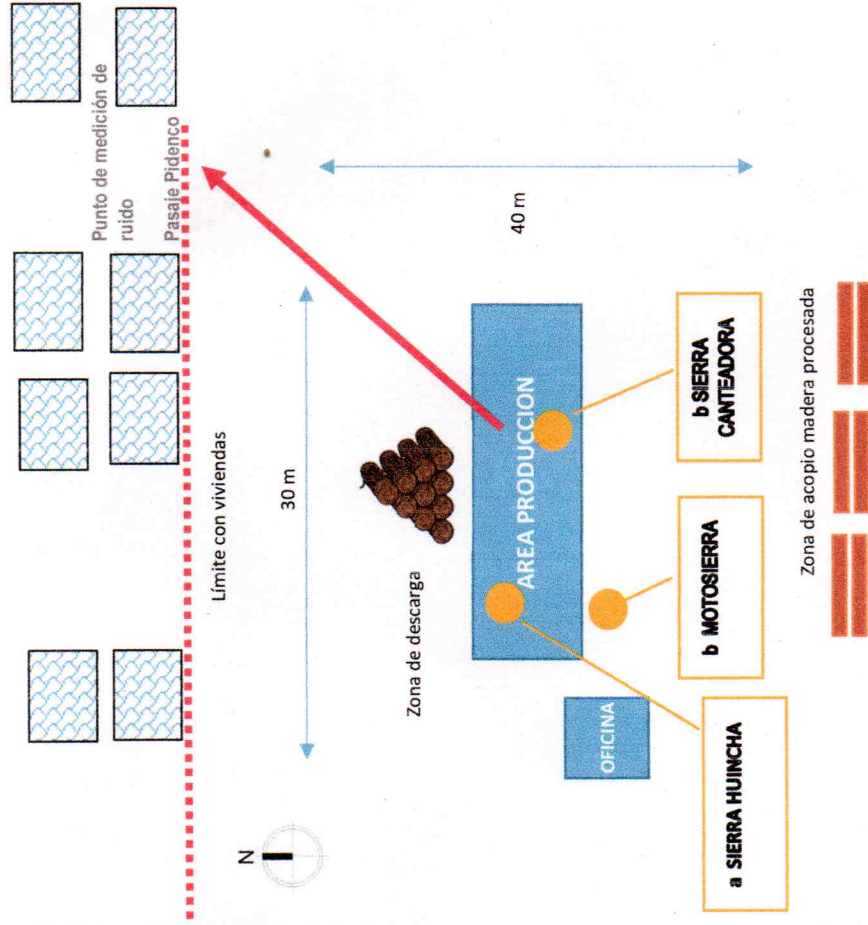 Punto de medición de
ruido
Pasaje Pidenco
Límite con viviendas
N
30 m
40 m
Zona de descarga
AREA PRODUCCION
OFICINA
a SIERRA HUINCHA
b MOTOSIERRA
b SIERRA
CANTEADORA
Zona de acopio madera procesada